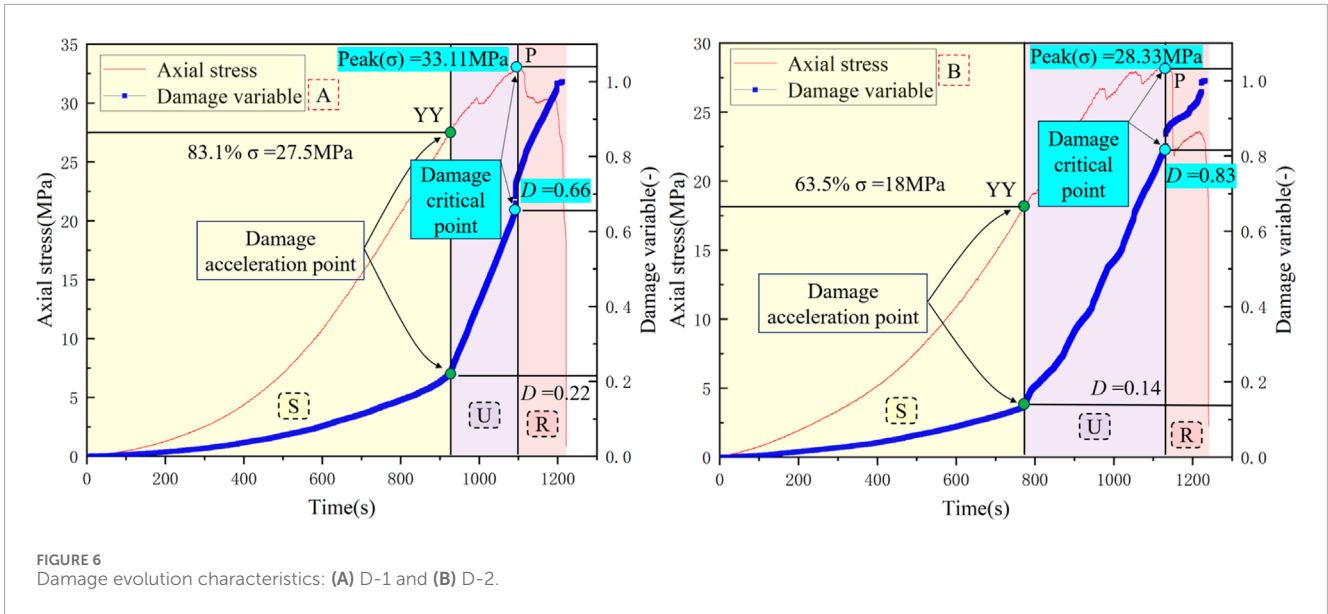 35
30
25
20
15
10
5
0
Axial stress(MPa)
Axial stress
Damage variable
A
Peak(σ) =33.11MPa
P
YY
83.1% σ =27.5MPa
Damage
critical
point
D=0.66
Damage
acceleration point
D=0.22
S
U
R
1.0
0.8
0.6
0.4
0.2
0.0
Damage variable(-)
0 200 400 600 800 1000 1200
Time(s)
30
25
20
15
10
5
0
Axial stress(MPa)
Axial stress
Damage variable
B
Peak(σ) =28.33MPa
P
Damage
critical
point
D=0.83
63.5% σ =18MPa
YY
Damage
acceleration point
D=0.14
S
U
R
1.0
0.8
0.6
0.4
0.2
0.0
Damage variable(-)
0 200 400 600 800 1000 1200
Time(s)
FIGURE 6
Damage evolution characteristics: (A) D-1 and (B) D-2.